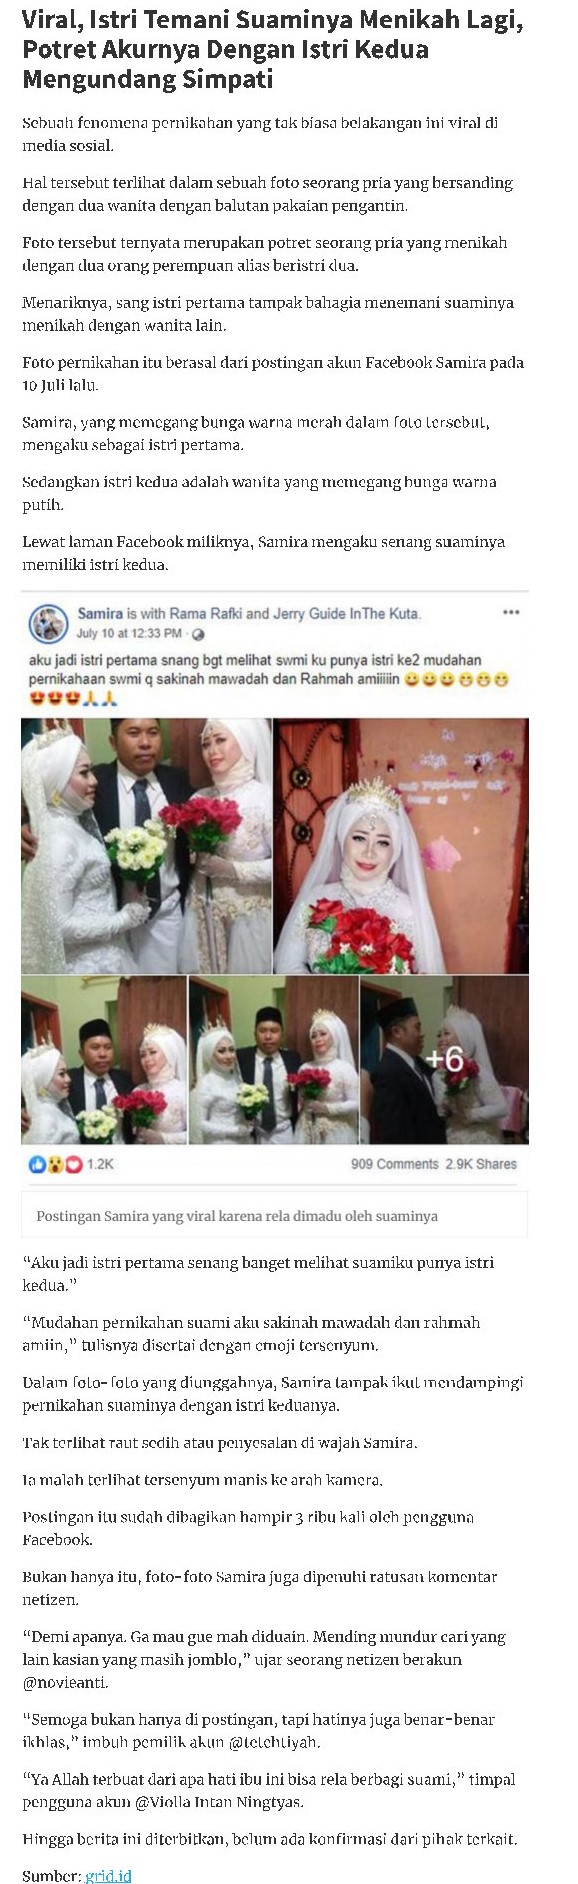 Viral, Istri Temani Suaminya Menikah Lagi,
Potret Akurnya Dengan Istri Kedua
Mengundang Simpati
Sebuah fenomena pernikahan yang tak biasa belakangan ini viral di
media sosial.
Hal tersebut terlihat dalam sebuah foto seorang pria yang bersanding
dengan dua wanita dengan balutan pakaian pengantin.
Foto tersebut ternyata merupakan potret seorang pria yang menikah
dengan dua orang perempuan alias beristri dua.
Menariknya, sang istri pertama tampak bahagia menemani suaminya
menikah dengan wanita lain.
Foto pernikahan itu berasal dari postingan akun Facebook Samira pada
10 Juli lalu.
Samira, yang memegang bunga warna merah dalam foto tersebut,
mengaku sebagai istri pertama.
Sedangkan istri kedua adalah wanita yang memegang bunga warna
putih.
Lewat laman Facebook miliknya, Samira mengaku senang suaminya
memiliki istri kedua.
Samira is with Rama Rafki and Jerry Guide InThe Kuta.
July 10 at 12:33 PM
aku jadi istri pertama snang bgt melihat swmi ku punya istri ke2 mudahan
pernikahaan swmi q sakinah mawadah dan Rahmah amiiiiin 😀😀😀😁😁😁
😍😍😍🙏🙏
+6
1.2K 909 Comments 2.9K Shares
Postingan Samira yang viral karena rela dimadu oleh suaminya
“Aku jadi istri pertama senang banget melihat suamiku punya istri
kedua.”
“Mudahan pernikahan suami aku sakinah mawadah dan rahmah
amiin,” tulisnya disertai dengan emoji tersenyum.
Dalam foto-foto yang diunggahnya, Samira tampak ikut mendampingi
pernikahan suaminya dengan istri keduanya.
Tak terlihat raut sedih atau penyesalan di wajah Samira.
Ia malah terlihat tersenyum manis ke arah kamera.
Postingan itu sudah dibagikan hampir 3 ribu kali oleh pengguna
Facebook.
Bukan hanya itu, foto-foto Samira juga dipenuhi ratusan komentar
netizen.
“Demi apanya. Ga mau gue mah diduain. Mending mundur cari yang
lain kasian yang masih jomblo,” ujar seorang netizen berakun
@novieanti.
“Semoga bukan hanya di postingan, tapi hatinya juga benar-benar
ikhlas,” imbuh pemilik akun @tetehtiyah.
“Ya Allah terbuat dari apa hati ibu ini bisa rela berbagi suami,” timpal
pengguna akun @Violla Intan Ningtyas.
Hingga berita ini diterbitkan, belum ada konfirmasi dari pihak terkait.
Sumber: grid.id